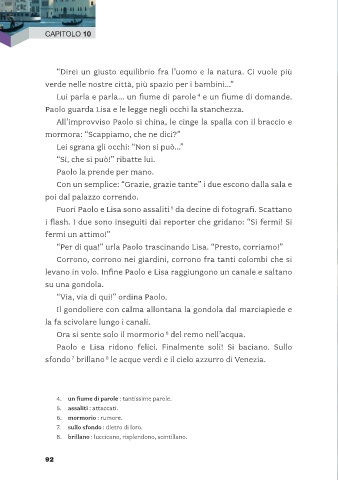 CAPITOLO 10
“Direi un giusto equilibrio fra l’uomo e la natura. Ci vuole più
verde nelle nostre città, più spazio per i bambini...”
Lui parla e parla... un fiume di parole 4 e un fiume di domande.
Paolo guarda Lisa e le legge negli occhi la stanchezza.
All’improvviso Paolo si china, le cinge la spalla con il braccio e
mormora: “Scappiamo, che ne dici?”
Lei sgrana gli occhi: “Non si può...”
“Sì, che si può!” ribatte lui.
Paolo la prende per mano.
Con un semplice: “Grazie, grazie tante” i due escono dalla sala e
poi dal palazzo correndo.
Fuori Paolo e Lisa sono assaliti 5 da decine di fotografi. Scattano
i flash. I due sono inseguiti dai reporter che gridano: “Si fermi! Si
fermi un attimo!”
“Per di qua!” urla Paolo trascinando Lisa. “Presto, corriamo!”
Corrono, corrono nei giardini, corrono fra tanti colombi che si
levano in volo. Infine Paolo e Lisa raggiungono un canale e saltano
su una gondola.
“Via, via di qui!” ordina Paolo.
Il gondoliere con calma allontana la gondola dal marciapiede e
la fa scivolare lungo i canali.
Ora si sente solo il mormorio 6 del remo nell’acqua.
Paolo e Lisa ridono felici. Finalmente soli! Si baciano. Sullo
sfondo 7 brillano 8 le acque verdi e il cielo azzurro di Venezia.
4. un fiume di parole : tantissime parole.
5. assaliti : attaccati.
6. mormorio : rumore.
7. sullo sfondo : dietro di loro.
8. brillano : luccicano, risplendono, scintillano.
92